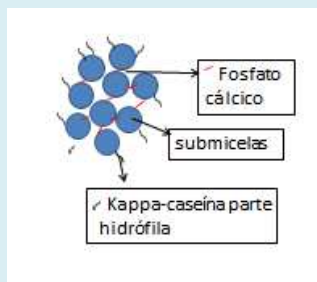 Fosfato
cálcico
submicelas
Kappa-caseína parte
hidrófila